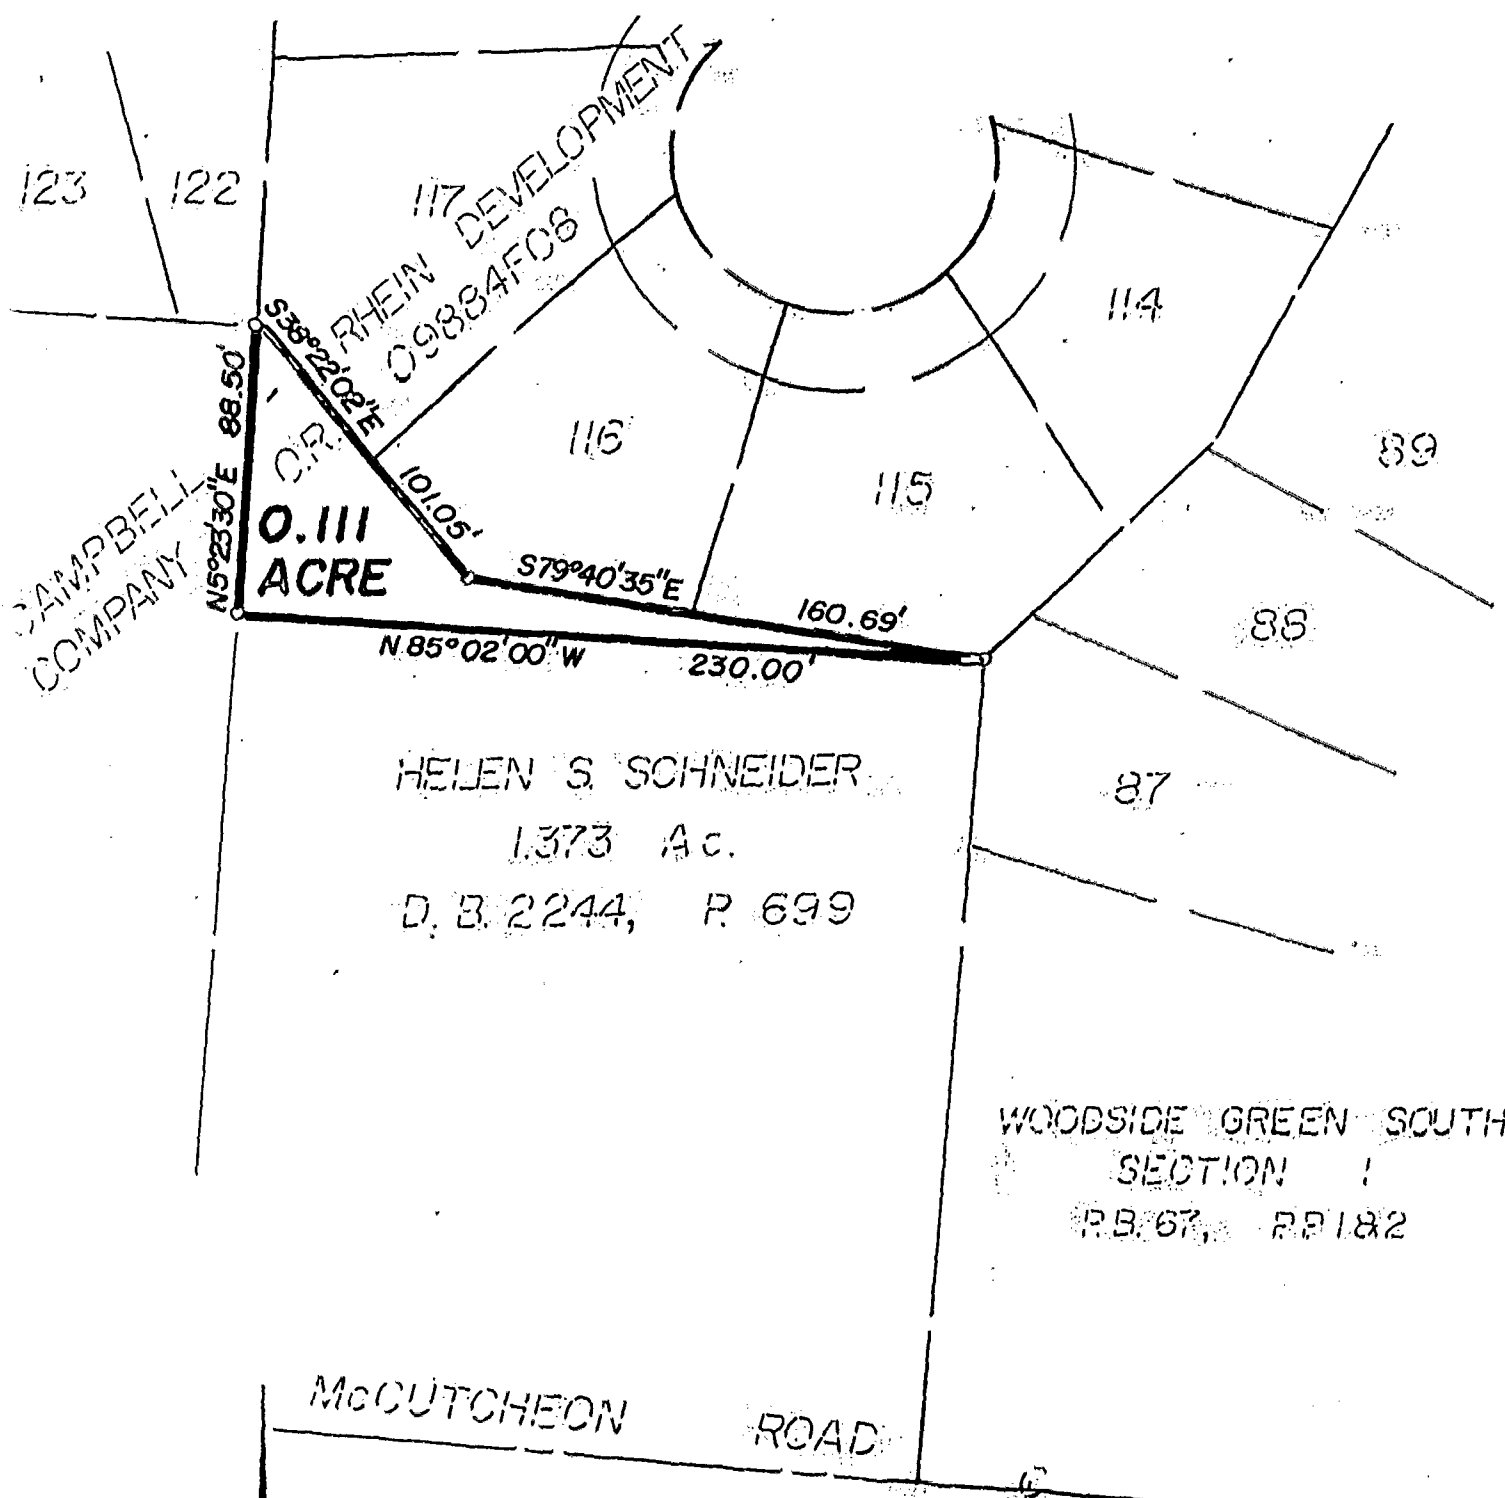 123
122
117
CAMPBELL RHEIN DEVELOPMENT
COMPANY O.R. 09884F08
114
116
115
89
88
87
S38°22'02"E
101.05'
N5°23'30"E 88.50'
0.111
ACRE
S79°40'35"E 160.69'
N 85°02'00" W 230.00'
HELEN S. SCHNEIDER
1.373 Ac.
D.B. 2244, P. 699
WOODSIDE GREEN SOUTH
SECTION 1
P.B. 67, P.P. 1&2
McCUTCHEON ROAD